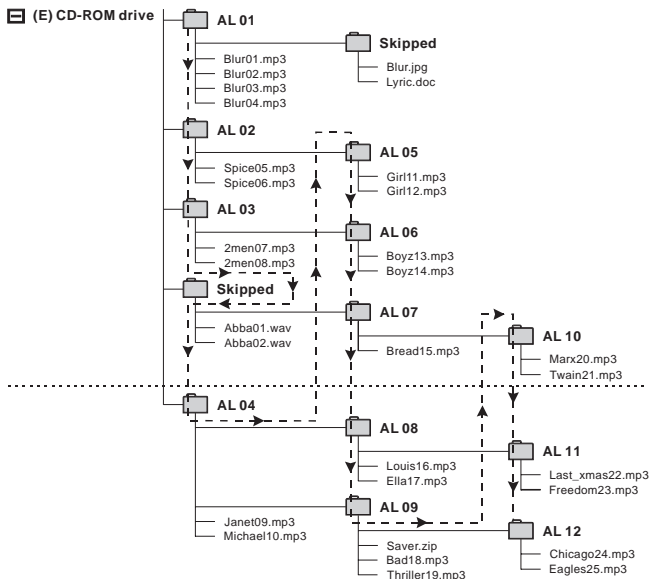 (E) CD-ROM drive
AL 01
Blur01.mp3
Blur02.mp3
Blur03.mp3
Blur04.mp3
Skipped
Blur.jpg
Lyric.doc
AL 02
Spice05.mp3
Spice06.mp3
AL 05
Girl11.mp3
Girl12.mp3
AL 03
2men07.mp3
2men08.mp3
AL 06
Boyz13.mp3
Boyz14.mp3
Skipped
Abba01.wav
Abba02.wav
AL 07
Bread15.mp3
AL 10
Marx20.mp3
Twain21.mp3
AL 04
Janet09.mp3
Michael10.mp3
AL 08
Louis16.mp3
Ella17.mp3
AL 11
Last_xmas22.mp3
Freedom23.mp3
AL 09
Saver.zip
Bad18.mp3
Thriller19.mp3
AL 12
Chicago24.mp3
Eagles25.mp3